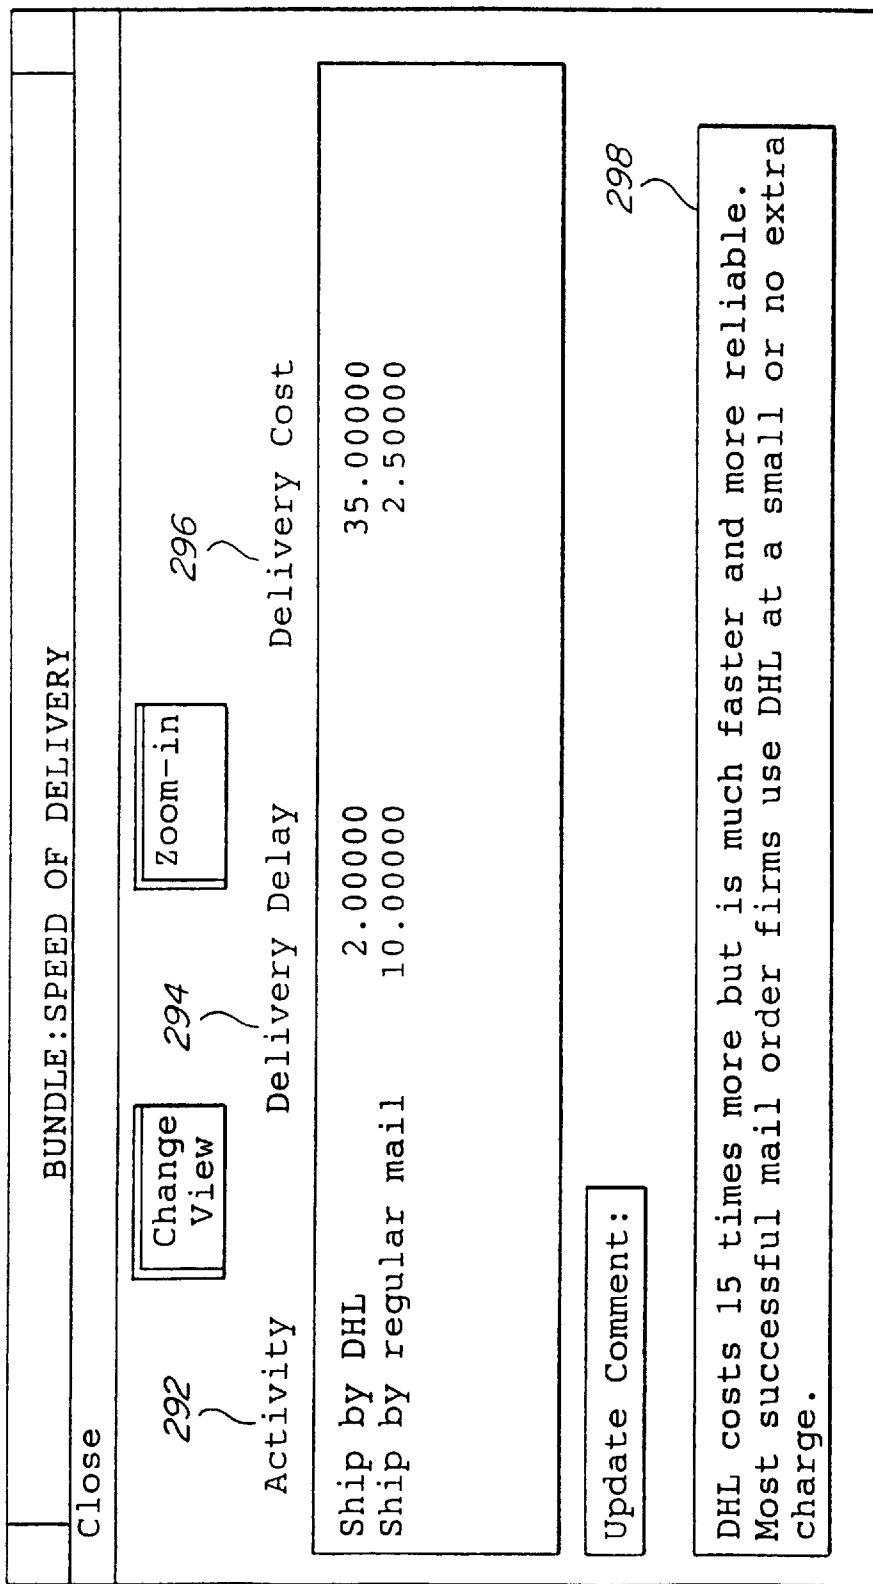 BUNDLE:SPEED OF DELIVERY
Close
Change View
Zoom-in
292
294
296
Activity Delivery Delay Delivery Cost
Ship by DHL 2.00000 35.00000
Ship by regular mail 10.00000 2.50000
Update Comment:
298
DHL costs 15 times more but is much faster and more reliable.
Most successful mail order firms use DHL at a small or no extra
charge.